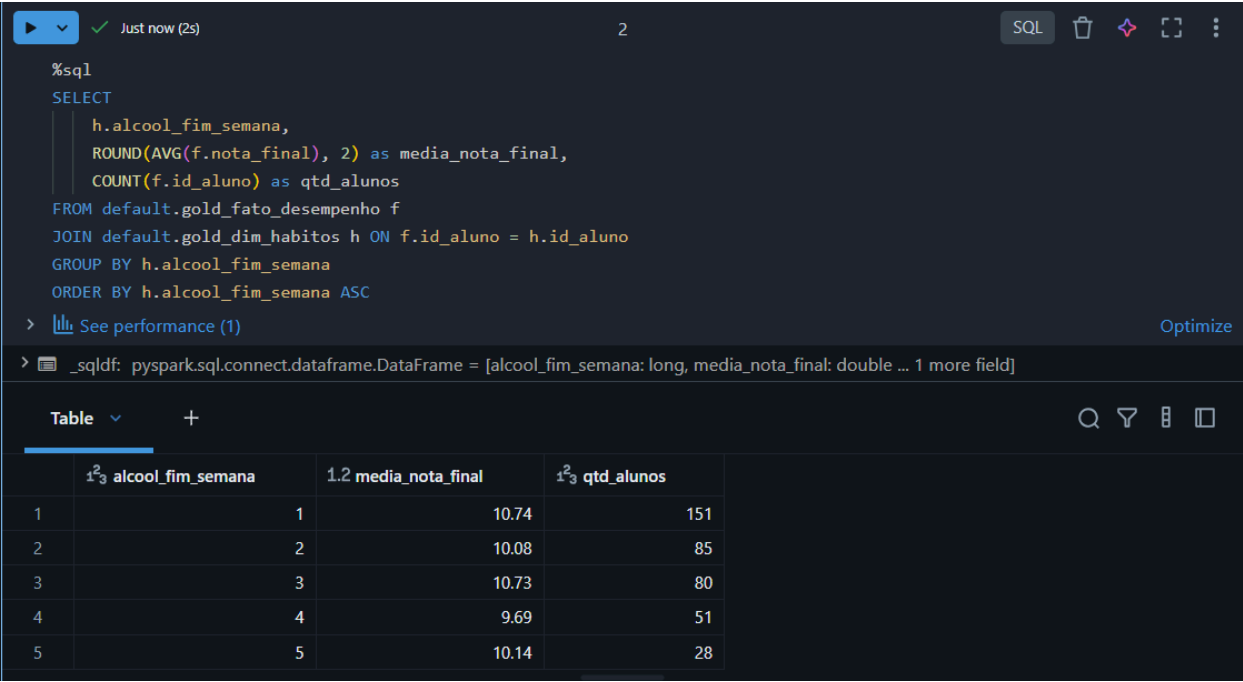 Just now (2s)
2
SQL
%sql
SELECT
h.alcool_fim_semana,
ROUND(AVG(f.nota_final), 2) as media_nota_final,
COUNT(f.id_aluno) as qtd_alunos
FROM default.gold_fato_desempenho f
JOIN default.gold_dim_habitos h ON f.id_aluno = h.id_aluno
GROUP BY h.alcool_fim_semana
ORDER BY h.alcool_fim_semana ASC
See performance (1)
Optimize
_sqldf: pyspark.sql.connect.dataframe.DataFrame = [alcool_fim_semana: long, media_nota_final: double ... 1 more field]
Table
+
1²3 alcool_fim_semana 1.2 media_nota_final 1²3 qtd_alunos
1 1 10.74 151
2 2 10.08 85
3 3 10.73 80
4 4 9.69 51
5 5 10.14 28